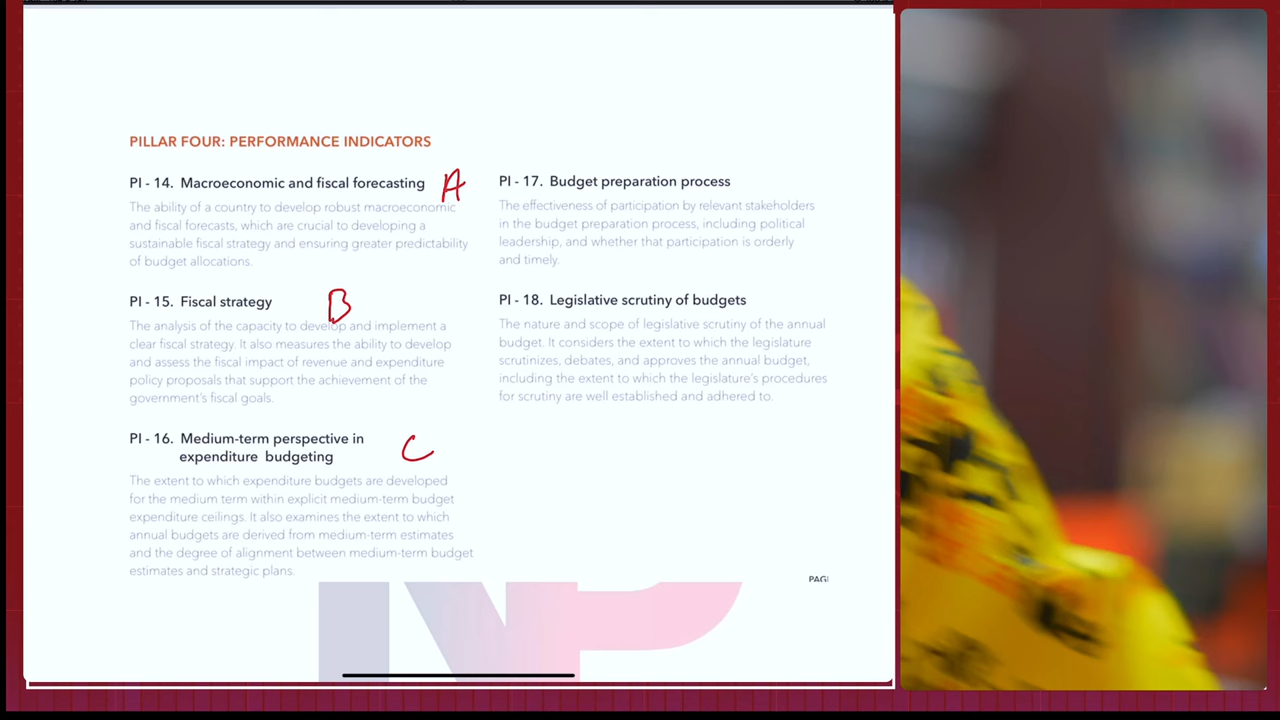 PILLAR FOUR: PERFORMANCE INDICATORS
PI - 14. Macroeconomic and fiscal forecasting A
The ability of a country to develop robust macroeconomic
and fiscal forecasts, which are crucial to developing a
sustainable fiscal strategy and ensuring greater predictability
of budget allocations.
PI - 15. Fiscal strategy B
The analysis of the capacity to develop and implement a
clear fiscal strategy. It also measures the ability to develop
and assess the fiscal impact of revenue and expenditure
policy proposals that support the achievement of the
government's fiscal goals.
PI - 16. Medium-term perspective in
expenditure budgeting C
The extent to which expenditure budgets are developed
for the medium term within explicit medium-term budget
expenditure ceilings. It also examines the extent to which
annual budgets are derived from medium-term estimates
and the degree of alignment between medium-term budget
estimates and strategic plans.
PI - 17. Budget preparation process
The effectiveness of participation by relevant stakeholders
in the budget preparation process, including political
leadership, and whether that participation is orderly
and timely.
PI - 18. Legislative scrutiny of budgets
The nature and scope of legislative scrutiny of the annual
budget. It considers the extent to which the legislature
scrutinizes, debates, and approves the annual budget,
including the extent to which the legislature's procedures
for scrutiny are well established and adhered to.